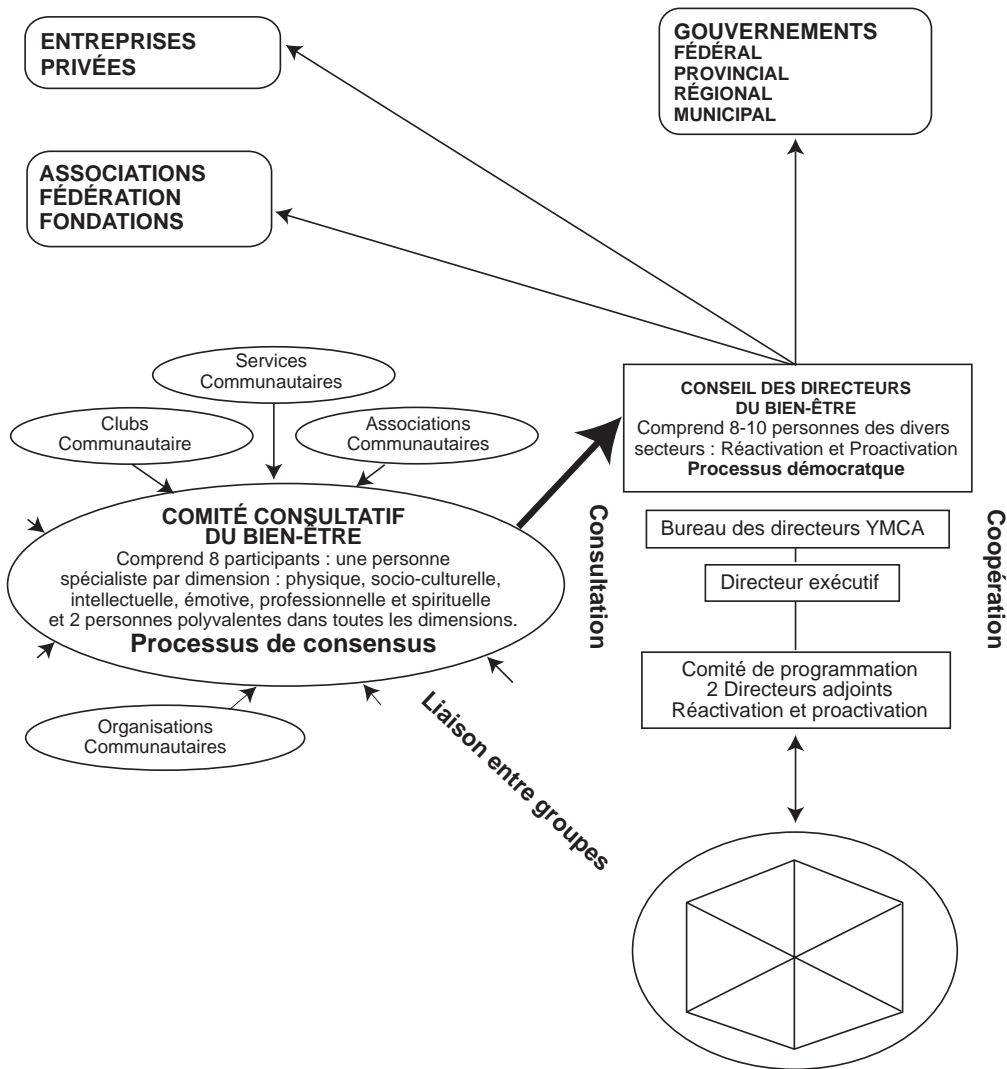 ENTREPRISES
PRIVÉES
GOUVERNEMENTS
FÉDÉRAL
PROVINCIAL
RÉGIONAL
MUNICIPAL
ASSOCIATIONS
FÉDÉRATION
FONDATIONS
Services
Communautaires
Clubs
Communautaire
Associations
Communautaires
CONSEIL DES DIRECTEURS
DU BIEN-ÊTRE
Comprend 8-10 personnes des divers
secteurs : Réactivation et Proactivation
Processus démocratque
COMITÉ CONSULTATIF
DU BIEN-ÊTRE
Comprend 8 participants : une personne
spécialiste par dimension : physique, socio-culturelle,
intellectuelle, émotive, professionnelle et spirituelle
et 2 personnes polyvalentes dans toutes les dimensions.
Processus de consensus
Consultation
Bureau des directeurs YMCA
Directeur exécutif
Coopération
Comité de programmation
2 Directeurs adjoints
Réactivation et proactivation
Organisations
Communautaires
Liaison entre groupes